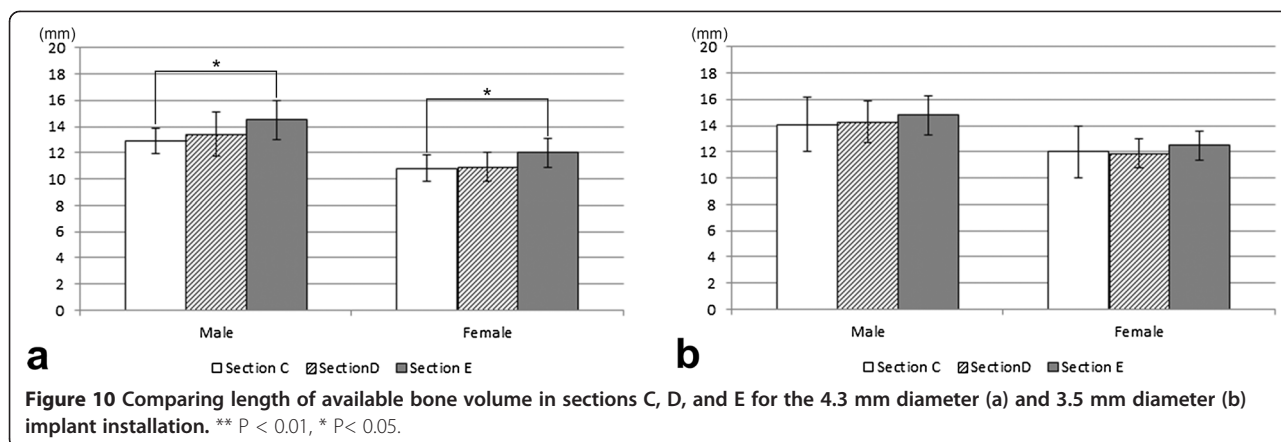 (mm)
20
18
16
14
12
10
8
6
4
2
0
*
*
Male
Female
a
Section C
SectionD
Section E
(mm)
20
18
16
14
12
10
8
6
4
2
0
Male
Female
b
Section C
SectionD
Section E
Figure 10 Comparing length of available bone volume in sections C, D, and E for the 4.3 mm diameter (a) and 3.5 mm diameter (b)
implant installation. ** P < 0.01, * P< 0.05.